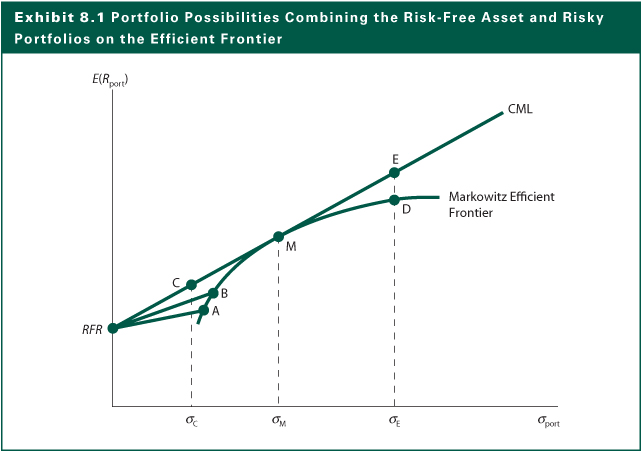 Exhibit 8.1 Portfolio Possibilities Combining the Risk-Free Asset and Risky
Portfolios on the Efficient Frontier
E(Rport)
CML
E
Markowitz Efficient
Frontier
D
M
C
B
A
RFR
σC
σM
σE
σport